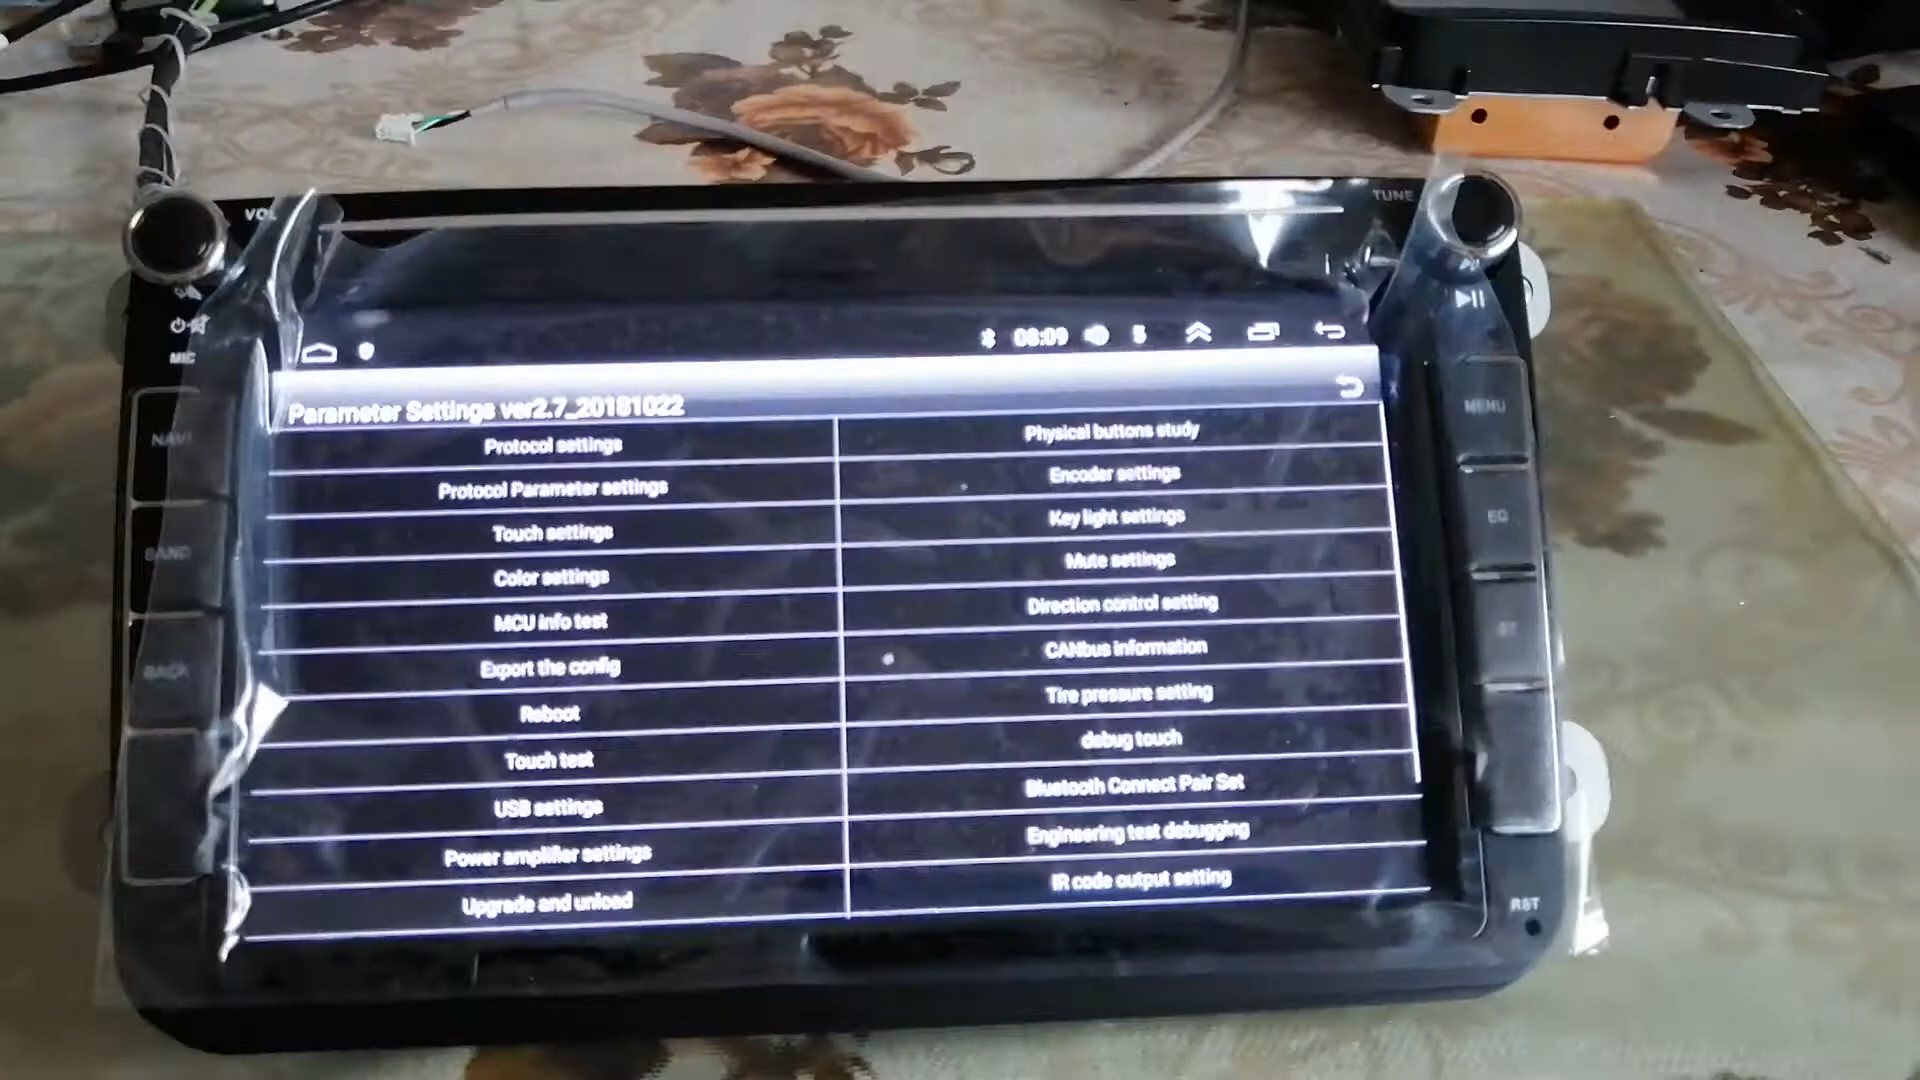 VOL
TUNE
MIC
08:09 5
Parameter Settings ver2.7_20181022
Protocol settings
Physical buttons study
Protocol Parameter settings
Encoder settings
Touch settings
Key light settings
Color settings
Mute settings
MCU info test
Direction control setting
Export the config
CANbus information
Reboot
Tire pressure setting
Touch test
debug touch
USB settings
Bluetooth Connect Pair Set
Power amplifier settings
Engineering test debugging
Upgrade and unload
IR code output setting
NAVI
BAND
BACK
MENU
EQ
RST